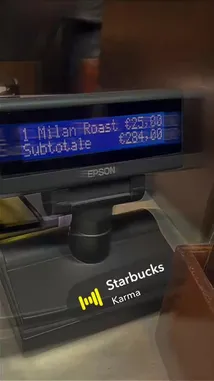 1 Milan Roast €25,00
Subtotale €284,00
EPSON
Starbucks
Karma